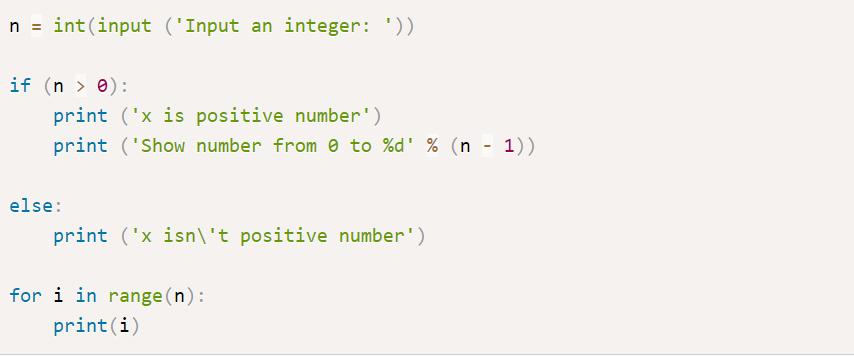 n = int(input ('Input an integer: '))
if (n > 0):
    print ('x is positive number')
    print ('Show number from 0 to %d' % (n - 1))
else:
    print ('x isn\'t positive number')
for i in range(n):
    print(i)